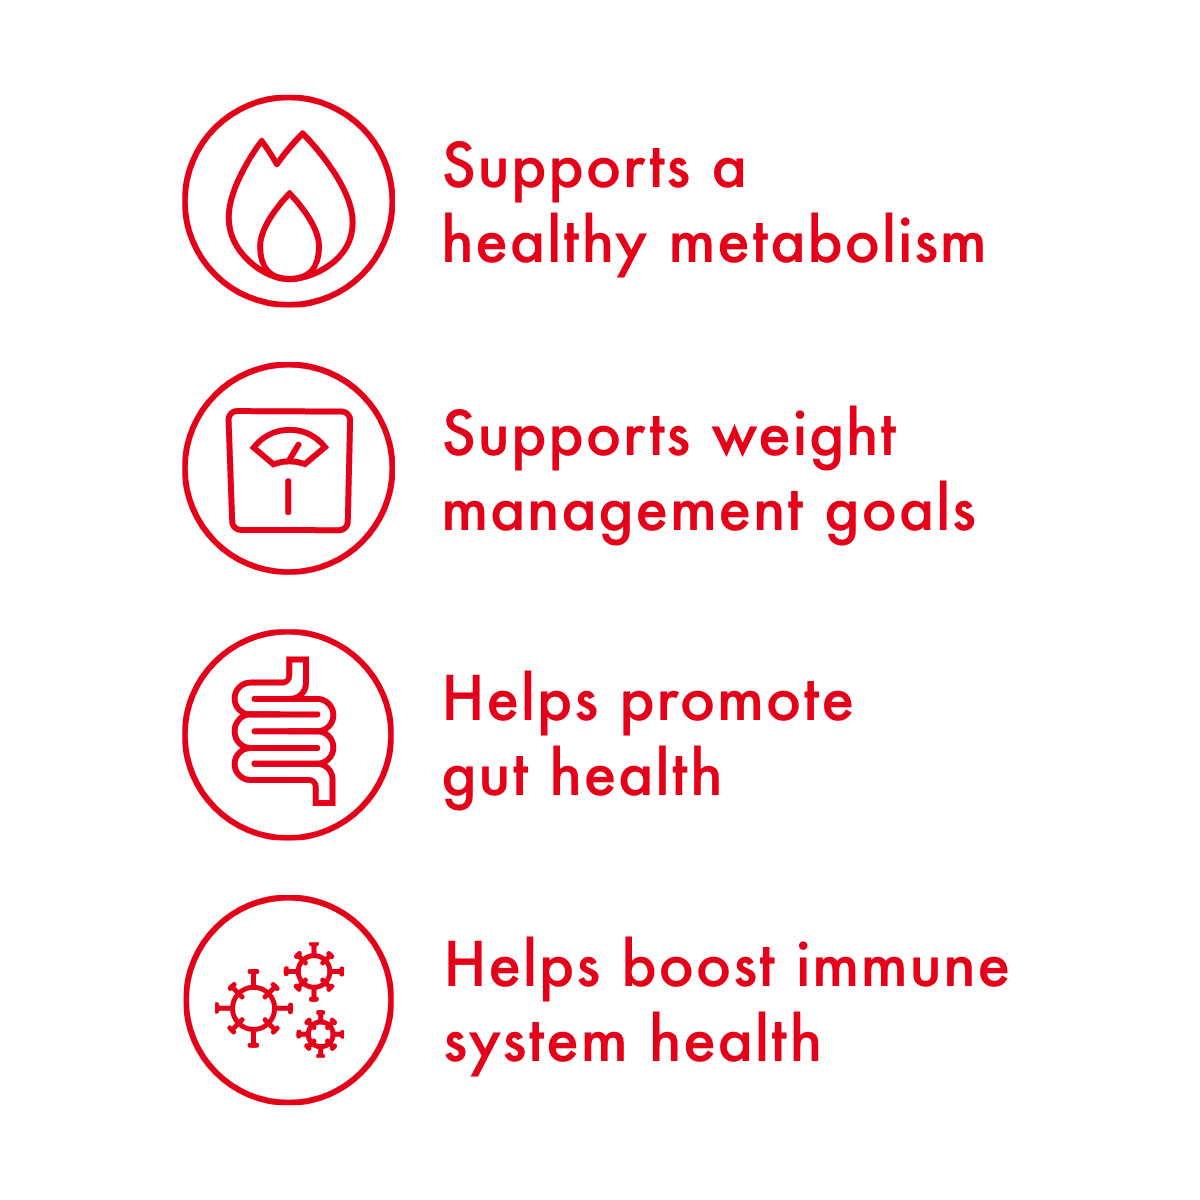 Supports a
healthy metabolism
Supports weight
management goals
Helps promote
gut health
Helps boost immune
system health